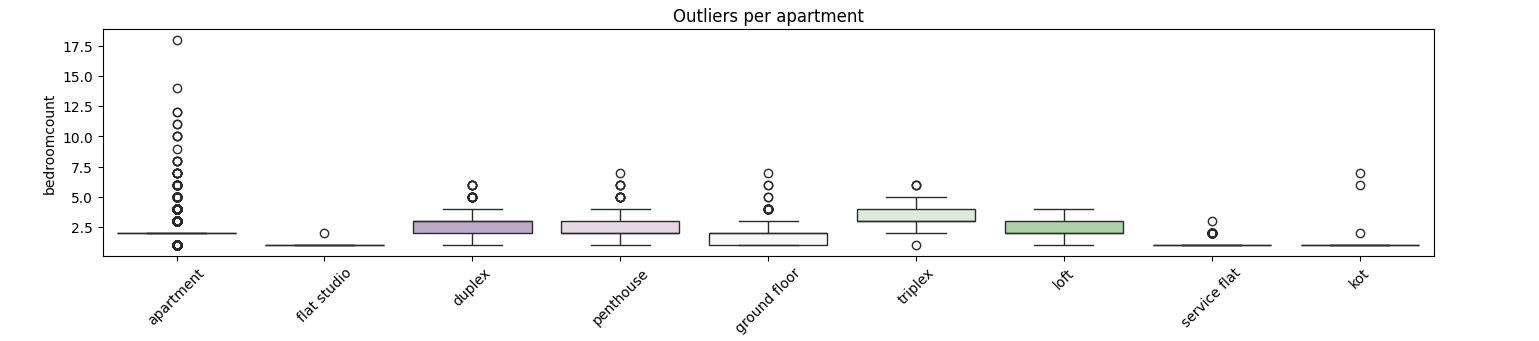 Outliers per apartment
bedroomcount
17.5
15.0
12.5
10.0
7.5
5.0
2.5
apartment
flat studio
duplex
penthouse
ground floor
triplex
loft
service flat
kot